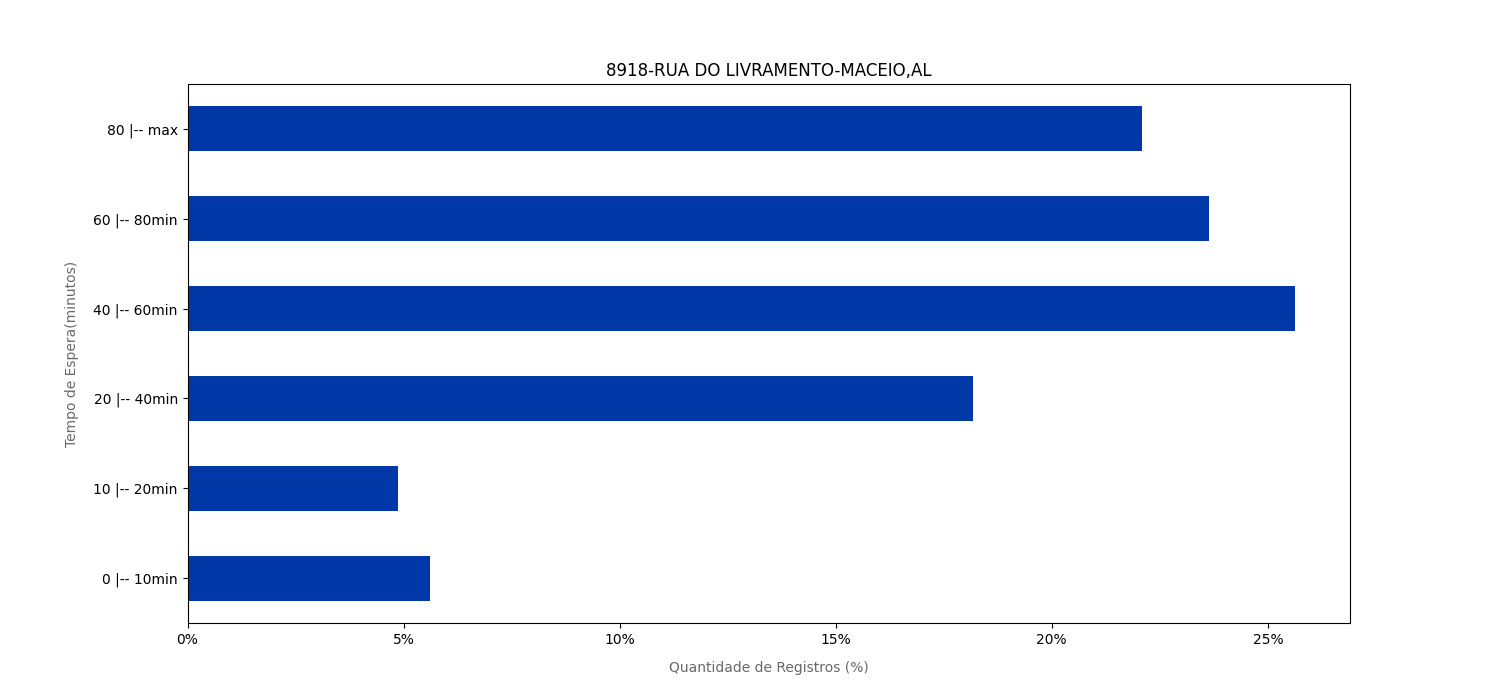 8918-RUA DO LIVRAMENTO-MACEIO,AL
80 |-- max
60 |-- 80min
40 |-- 60min
20 |-- 40min
10 |-- 20min
0 |-- 10min
Tempo de Espera(minutos)
0% 5% 10% 15% 20% 25%
Quantidade de Registros (%)